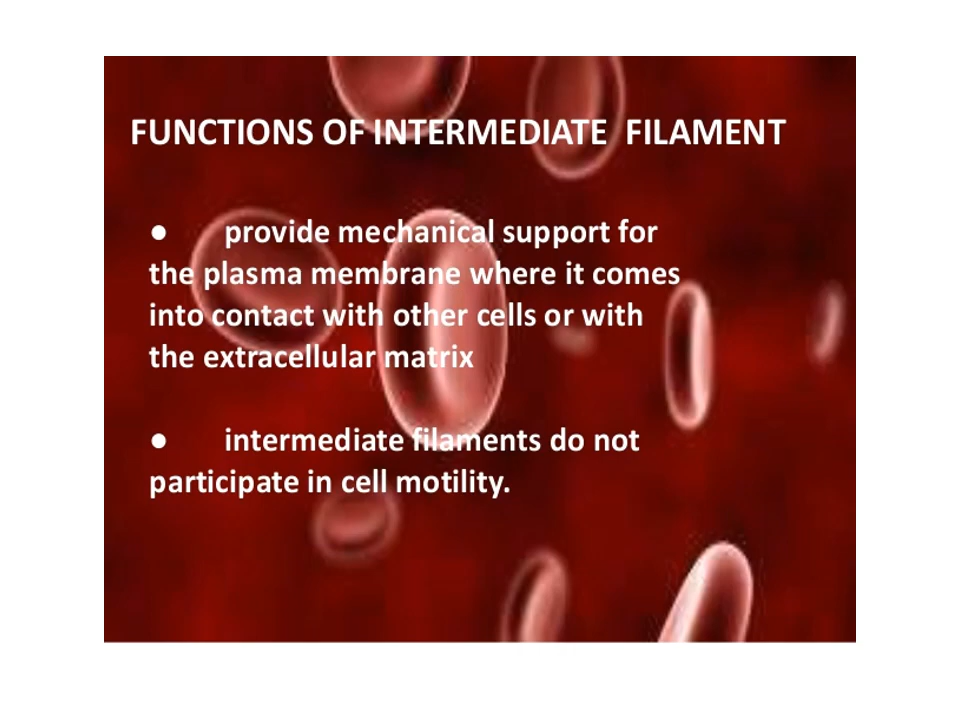 FUNCTIONS OF INTERMEDIATE FILAMENT
● provide mechanical support for
the plasma membrane where it comes
into contact with other cells or with
the extracellular matrix
● intermediate filaments do not
participate in cell motility.